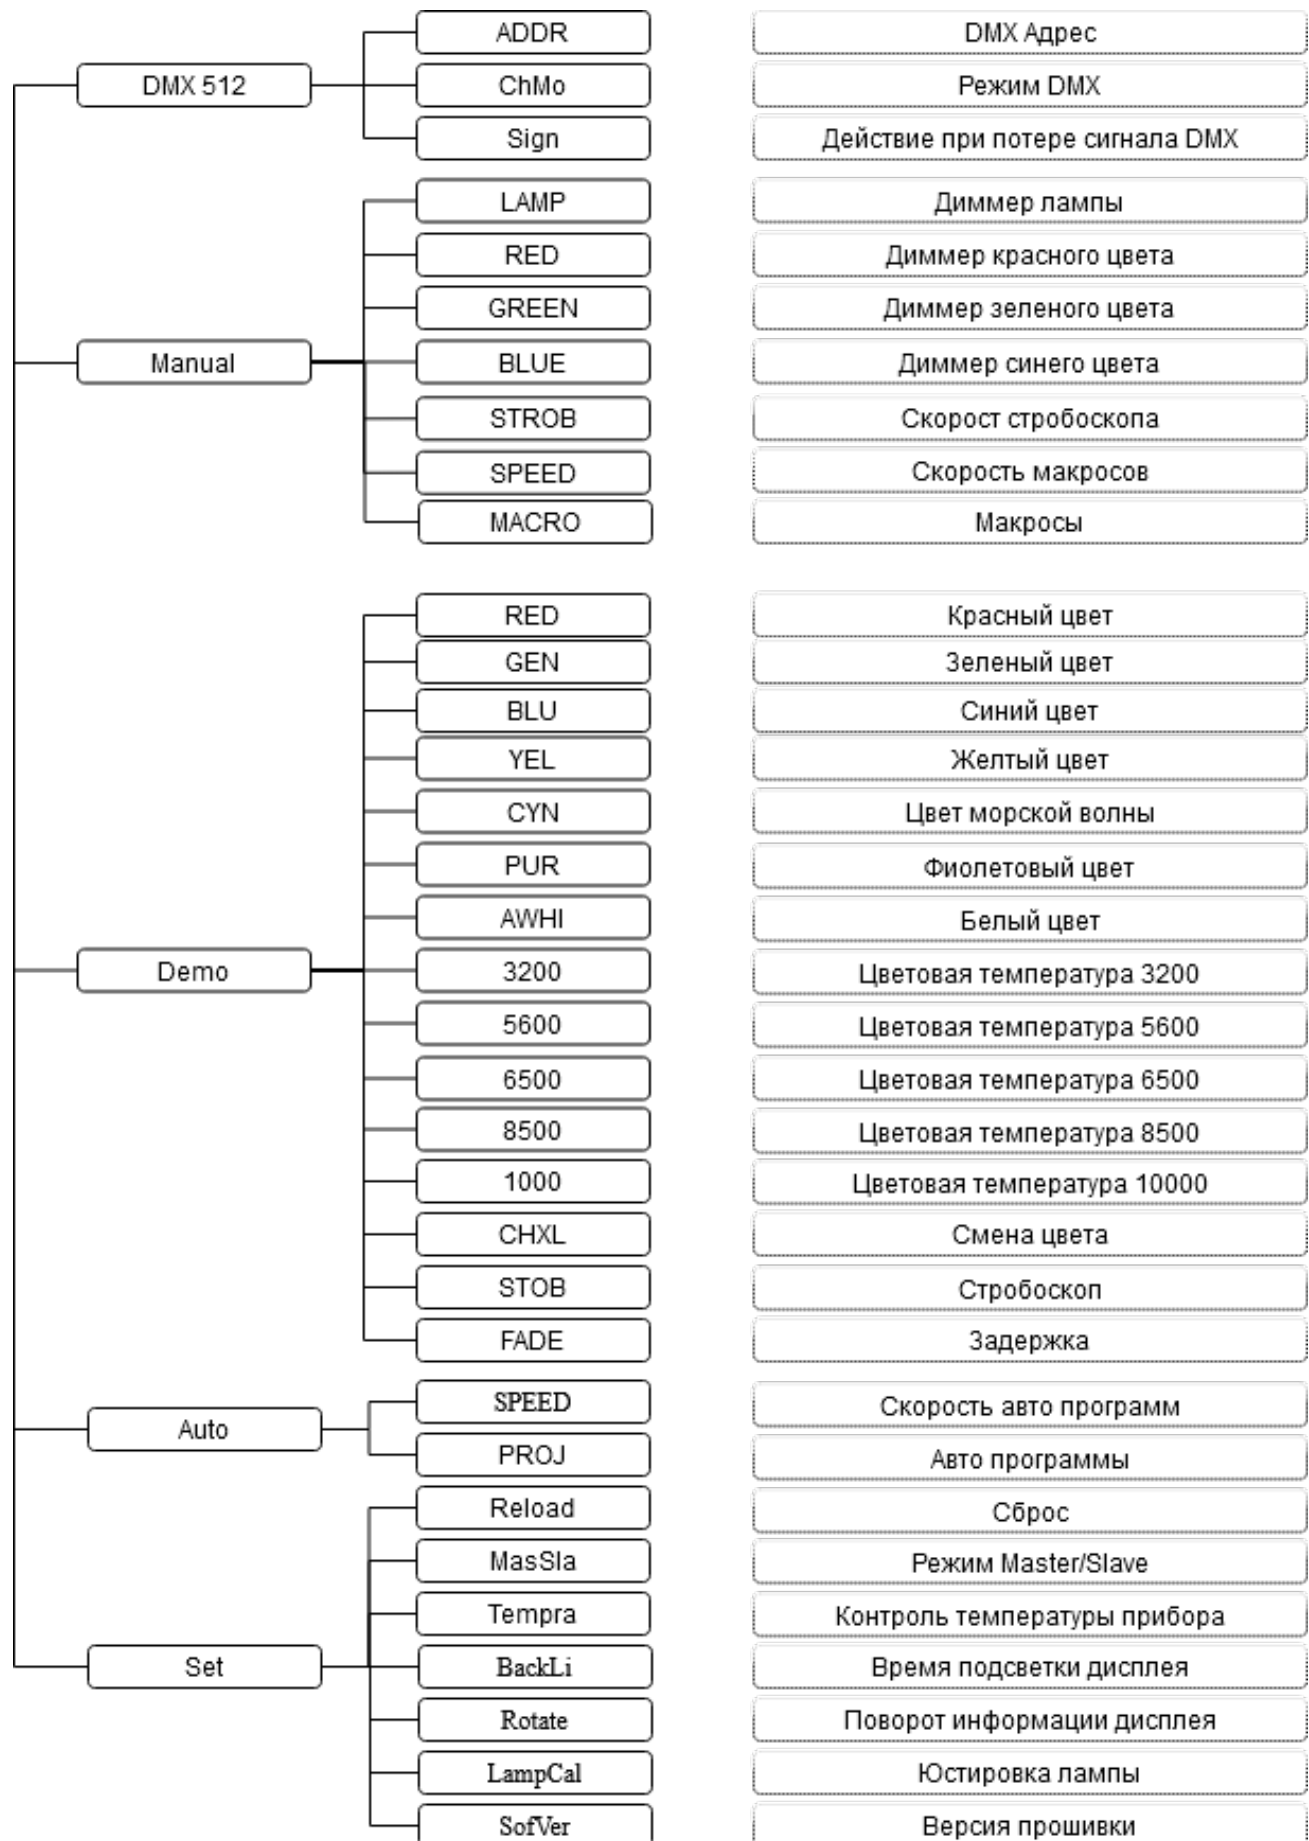 ADDR DMX Адрес
DMX 512 ChMo Режим DMX
Sign Действие при потере сигнала DMX
LAMP Диммер лампы
RED Диммер красного цвета
GREEN Диммер зеленого цвета
Manual BLUE Диммер синего цвета
STROB Скорост стробоскопа
SPEED Скорость макросов
MACRO Макросы
RED Красный цвет
GEN Зеленый цвет
BLU Синий цвет
YEL Желтый цвет
CYN Цвет морской волны
PUR Фиолетовый цвет
AWHI Белый цвет
Demo 3200 Цветовая температура 3200
5600 Цветовая температура 5600
6500 Цветовая температура 6500
8500 Цветовая температура 8500
1000 Цветовая температура 10000
CHXL Смена цвета
STOB Стробоскоп
FADE Задержка
SPEED Скорость авто программ
Auto
PROJ Авто программы
Reload Сброс
MasSla Режим Master/Slave
Tempra Контроль температуры прибора
Set BackLi Время подсветки дисплея
Rotate Поворот информации дисплея
LampCal Юстировка лампы
SofVer Версия прошивки